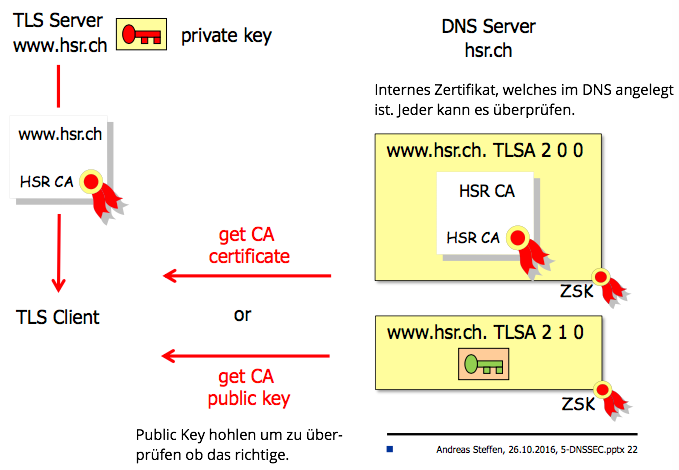 TLS Server
www.hsr.ch
private key
www.hsr.ch
HSR CA
TLS Client
get CA
certificate
or
get CA
public key
Public Key hohlen um zu über-
prüfen ob das richtige.
DNS Server
hsr.ch
Internes Zertifikat, welches im DNS angelegt
ist. Jeder kann es überprüfen.
www.hsr.ch. TLSA 2 0 0
HSR CA
HSR CA
ZSK
www.hsr.ch. TLSA 2 1 0
ZSK
Andreas Steffen, 26.10.2016, 5-DNSSEC.pptx 22